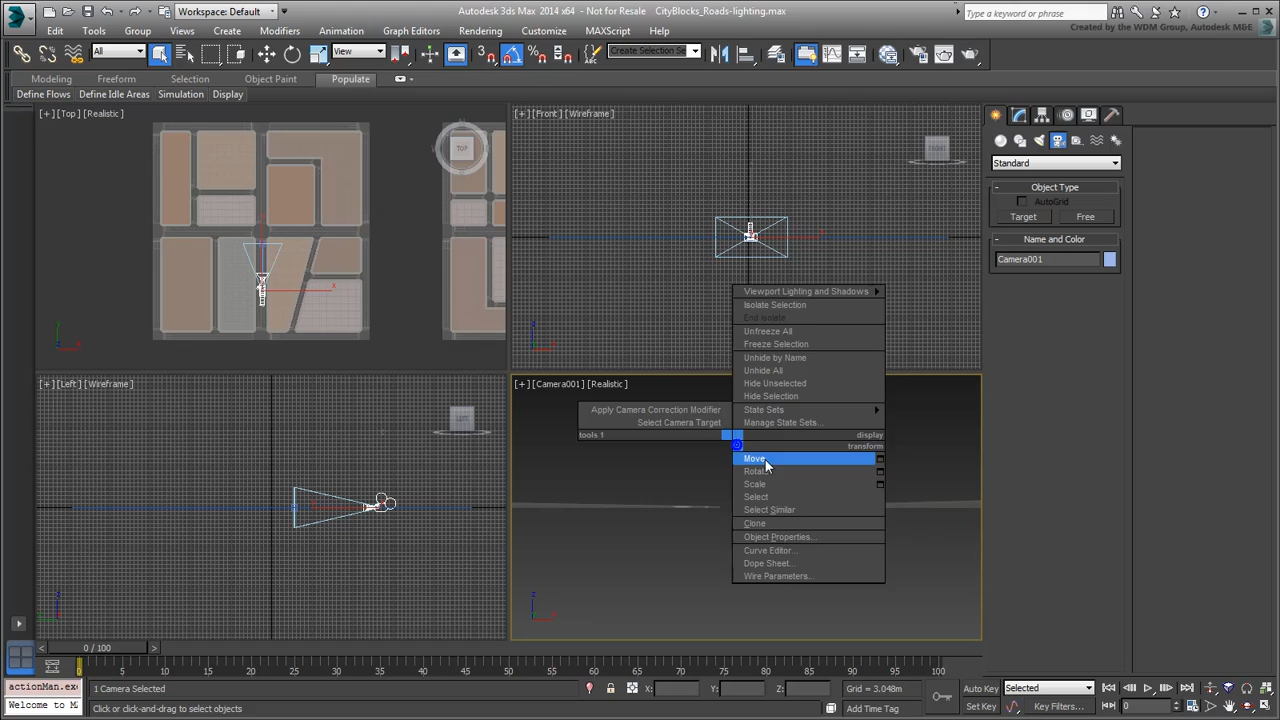 Workspace: Default
Autodesk 3ds Max 2014 x64 - Not for Resale CityBlocks_Roads-lighting.max
Type a keyword or phrase
Edit Tools Group Views Create Modifiers Animation Graph Editors Rendering Customize MAXScript Help
Created by the WDM Group, Autodesk M&E
All
View
Create Selection Se
Modeling Freeform Selection Object Paint Populate
Define Flows Define Idle Areas Simulation Display
[+] [Top] [Realistic]
TOP
[+] [Front] [Wireframe]
FRONT
Standard
- Object Type
AutoGrid
Target Free
- Name and Color
Camera001
x
z
x
[+] [Left] [Wireframe]
LEFT
[+] [Camera001] [Realistic]
Viewport Lighting and Shadows
Isolate Selection
End Isolate
Unfreeze All
Freeze Selection
Unhide by Name
Unhide All
Hide Unselected
Hide Selection
State Sets
Manage State Sets...
Apply Camera Correction Modifier
Select Camera Target
tools 1
display
transform
Move
Rotate
Scale
Select
Select Similar
Clone
Object Properties...
Curve Editor...
Dope Sheet...
Wire Parameters...
z
z
< 0 / 100 >
0 5 10 15 20 25 30 35 40 45 50 55 60 65 70 75 80 85 90 95 100
actionMan.exe
Welcome to MA
1 Camera Selected
Click or click-and-drag to select objects
X: Y: Z:
Grid = 3.048m
Add Time Tag
Auto Key
Selected
Set Key
Key Filters...
0